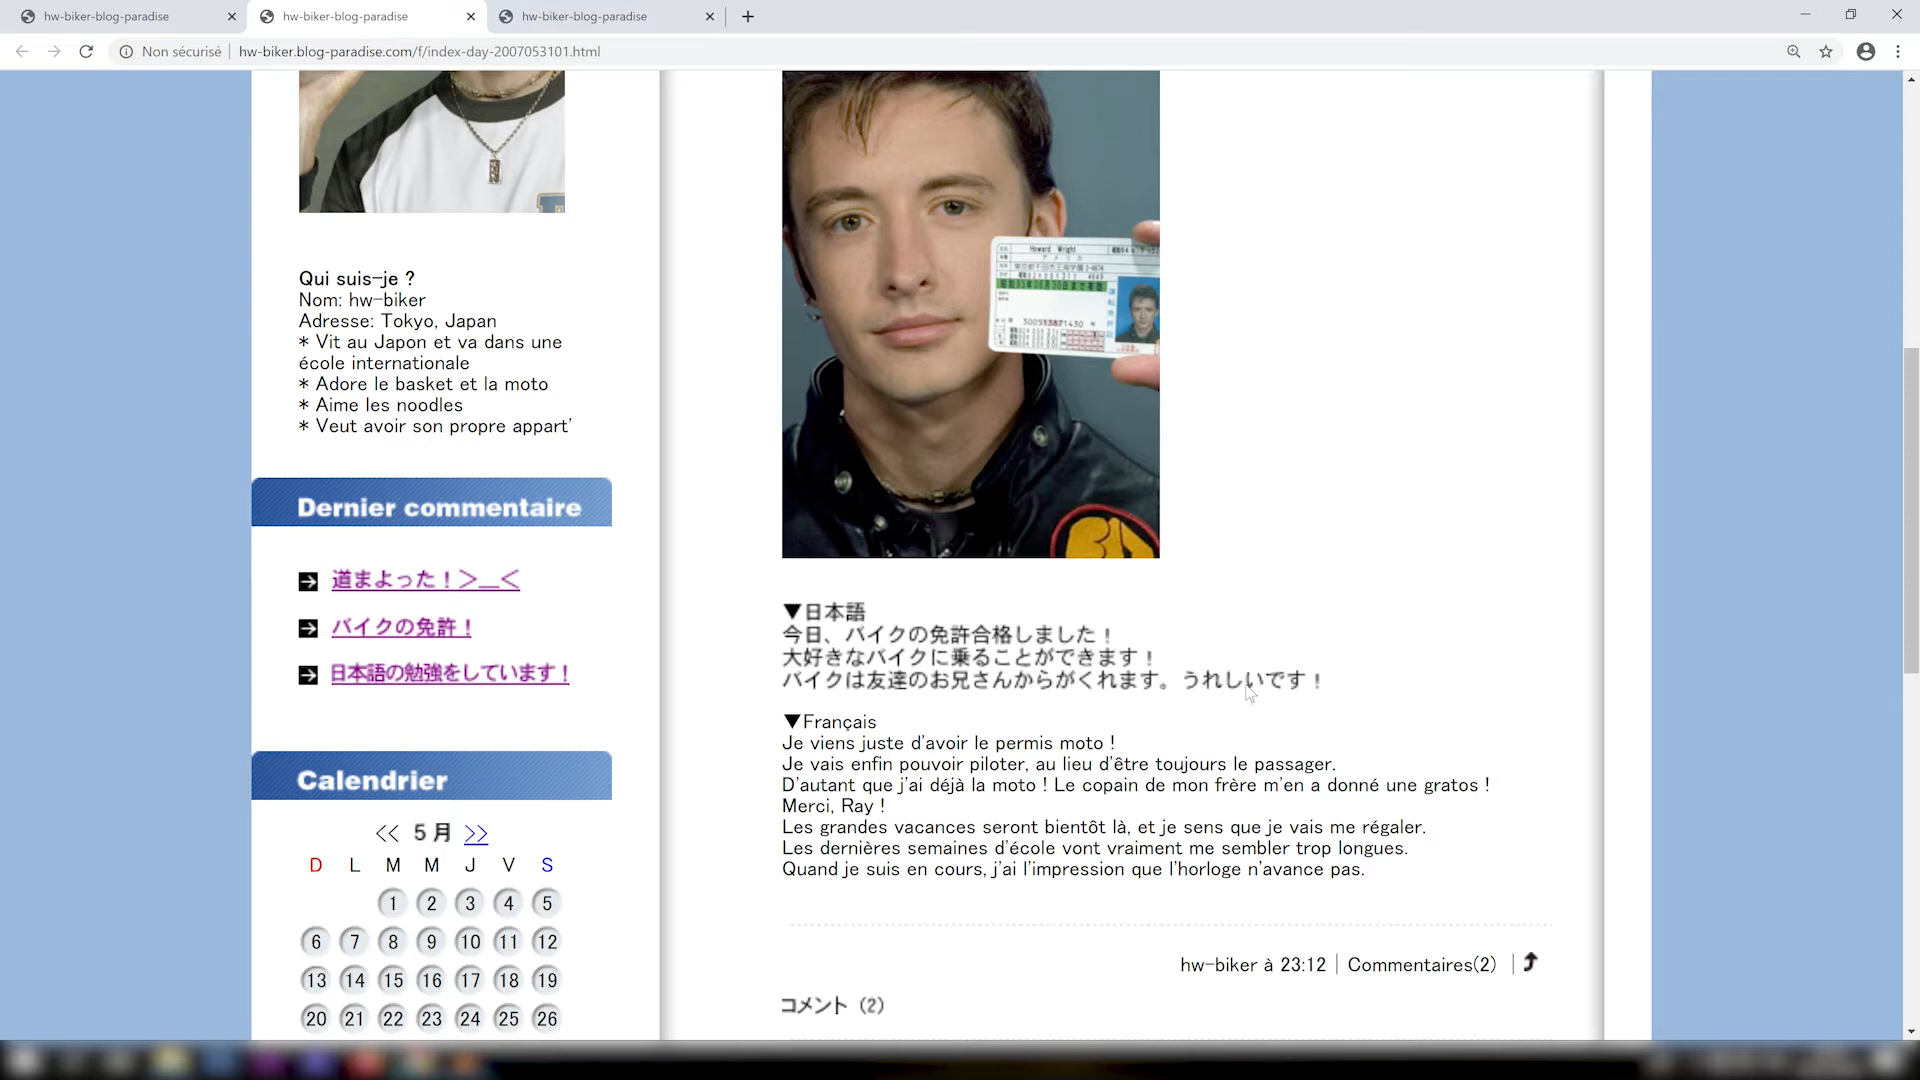 hw-biker-blog-paradise
hw-biker-blog-paradise
hw-biker-blog-paradise
Non sécurisé
hw-biker.blog-paradise.com/f/index-day-2007053101.html
Qui suis-je ?
Nom: hw-biker
Adresse: Tokyo, Japan
* Vit au Japon et va dans une
école internationale
* Adore le basket et la moto
* Aime les noodles
* Veut avoir son propre appart'
Dernier commentaire
道まよった！＞＿＜
バイクの免許！
日本語の勉強をしています！
Calendrier
<< 5月 >>
D L M M J V S
1 2 3 4 5
6 7 8 9 10 11 12
13 14 15 16 17 18 19
20 21 22 23 24 25 26
Howard Wright
アメリカ
▼日本語
今日、バイクの免許合格しました！
大好きなバイクに乗ることができます！
バイクは友達のお兄さんからがくれます。うれしいです！
▼Français
Je viens juste d'avoir le permis moto !
Je vais enfin pouvoir piloter, au lieu d'être toujours le passager.
D'autant que j'ai déjà la moto ! Le copain de mon frère m'en a donné une gratos !
Merci, Ray !
Les grandes vacances seront bientôt là, et je sens que je vais me régaler.
Les dernières semaines d'école vont vraiment me sembler trop longues.
Quand je suis en cours, j'ai l'impression que l'horloge n'avance pas.
hw-biker à 23:12 | Commentaires(2) |
コメント（2）